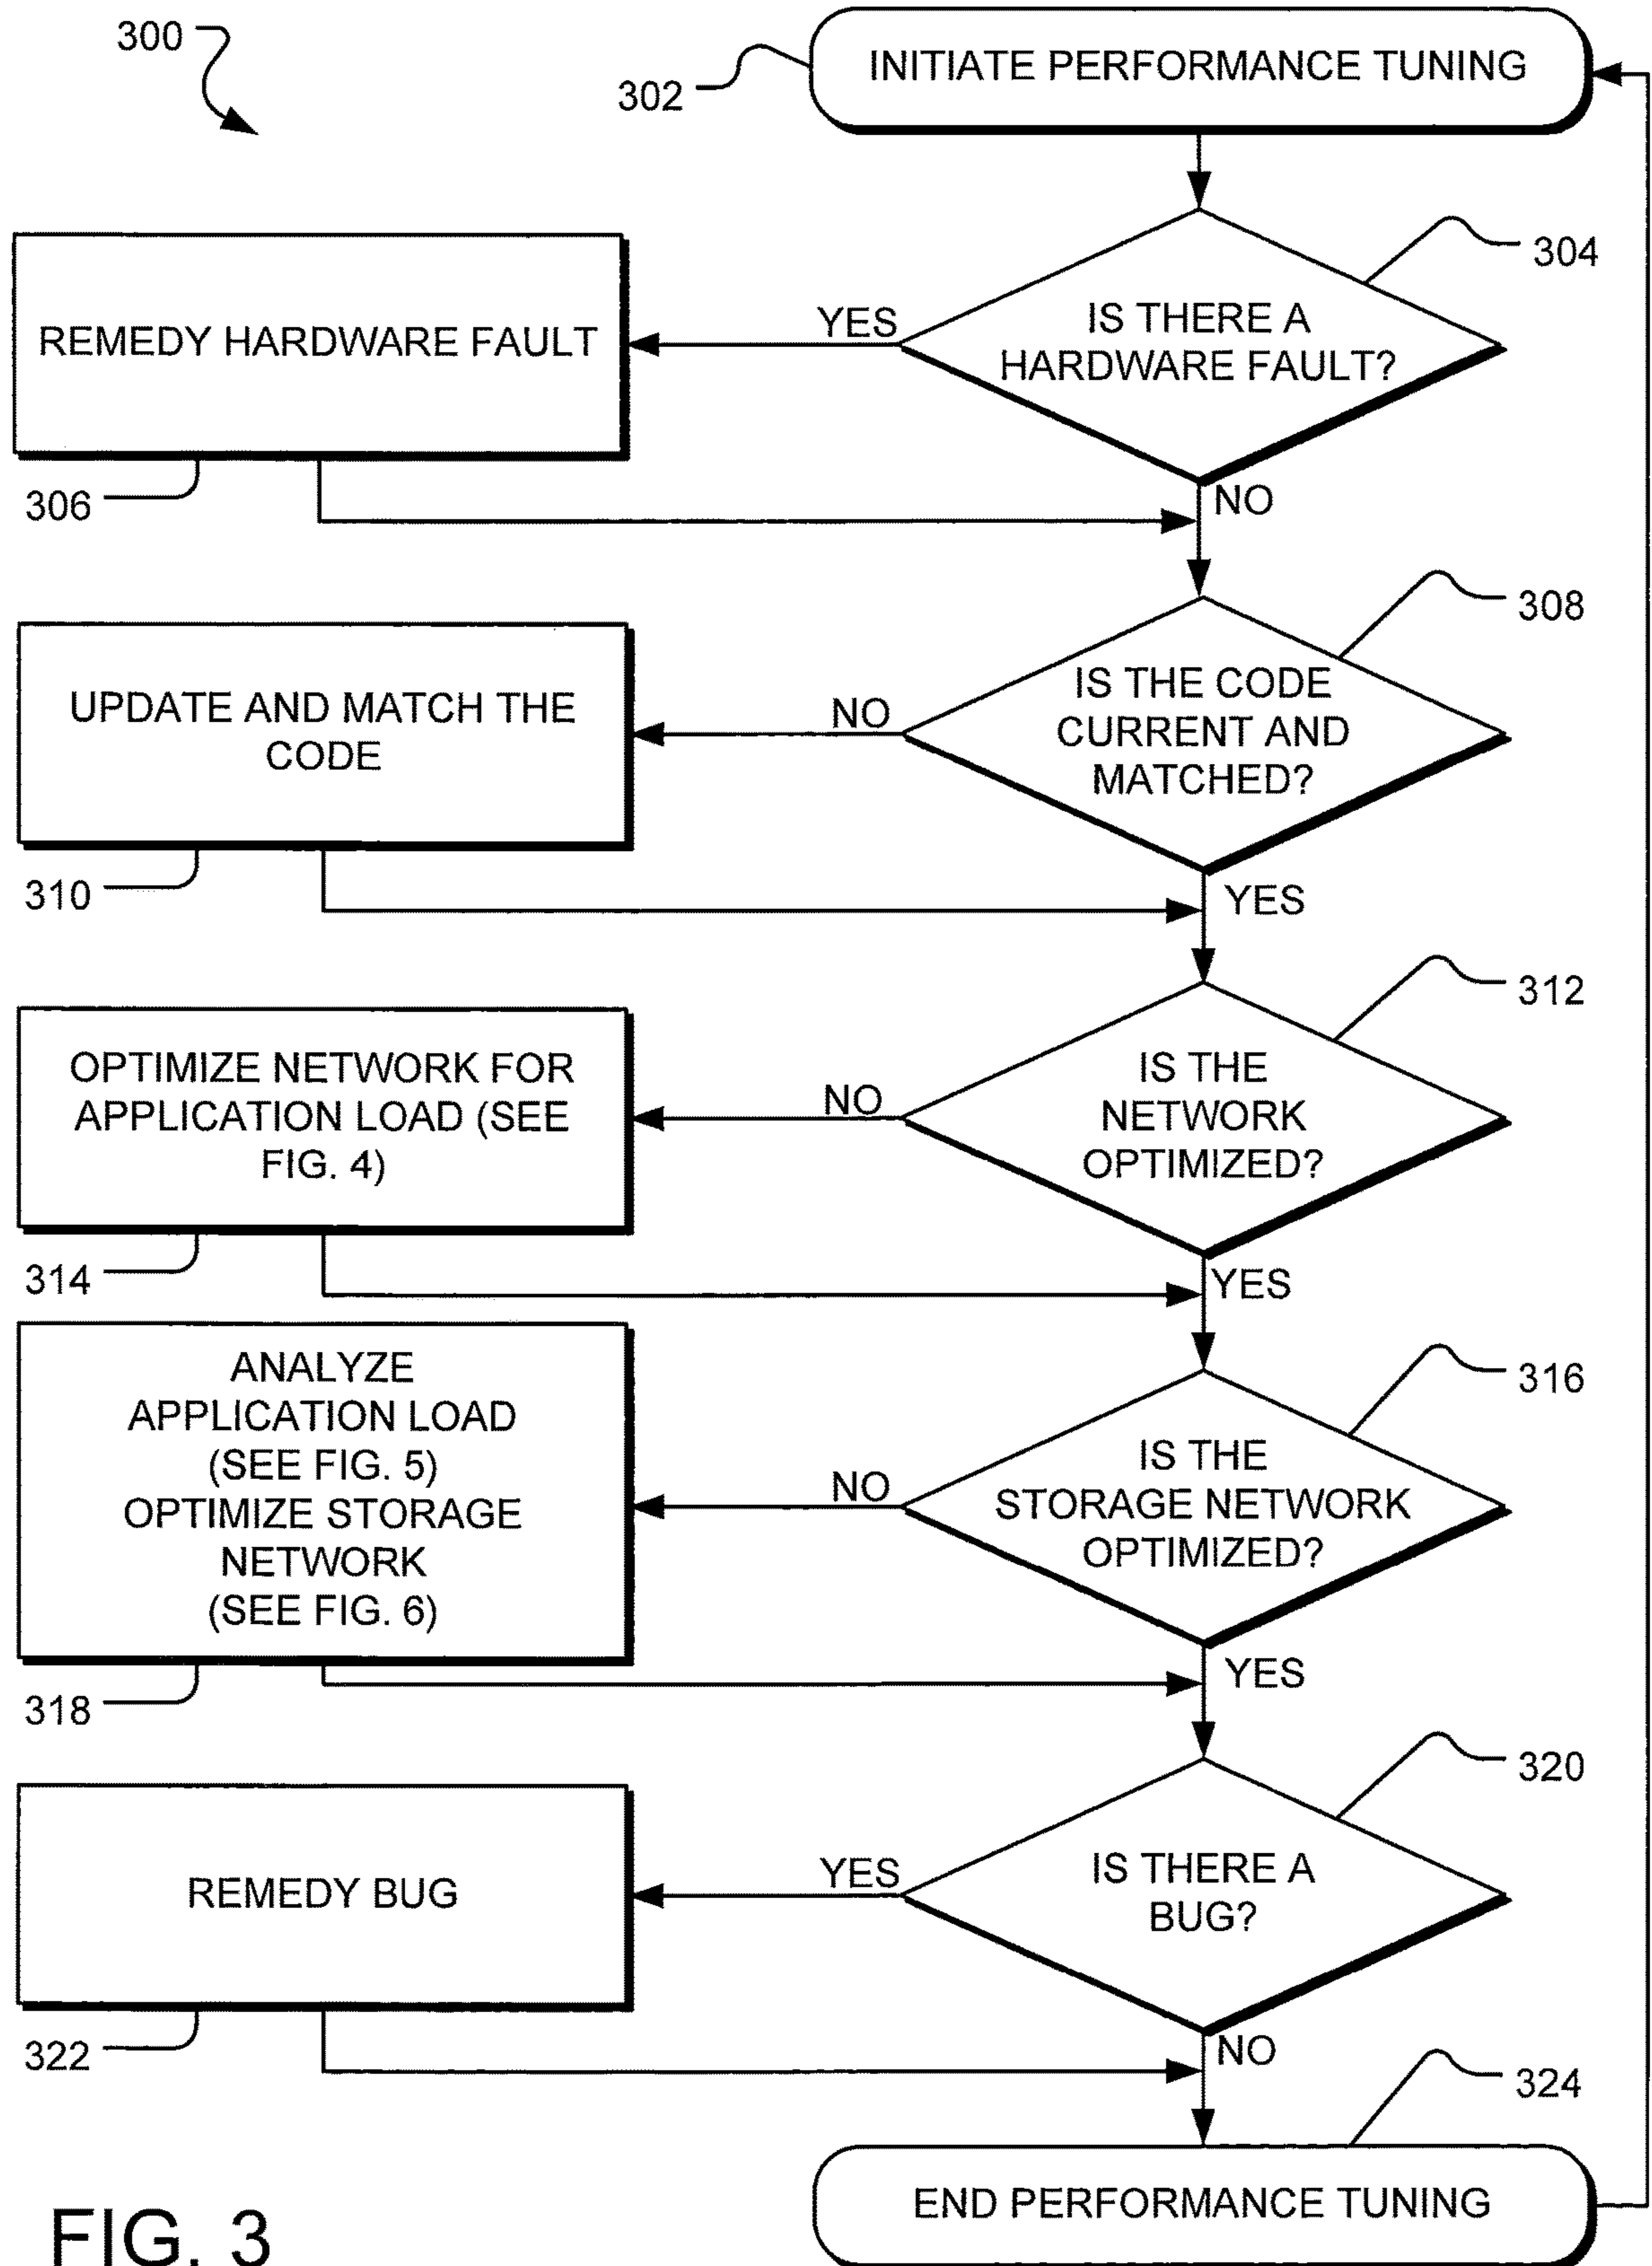 300
302
INITIATE PERFORMANCE TUNING
304
IS THERE A
HARDWARE FAULT?
YES
REMEDY HARDWARE FAULT
306
NO
308
IS THE CODE
CURRENT AND
MATCHED?
NO
UPDATE AND MATCH THE
CODE
310
YES
312
IS THE
NETWORK
OPTIMIZED?
NO
OPTIMIZE NETWORK FOR
APPLICATION LOAD (SEE
FIG. 4)
314
YES
316
IS THE
STORAGE NETWORK
OPTIMIZED?
NO
ANALYZE
APPLICATION LOAD
(SEE FIG. 5)
OPTIMIZE STORAGE
NETWORK
(SEE FIG. 6)
318
YES
320
IS THERE A
BUG?
YES
REMEDY BUG
322
NO
324
END PERFORMANCE TUNING
FIG. 3